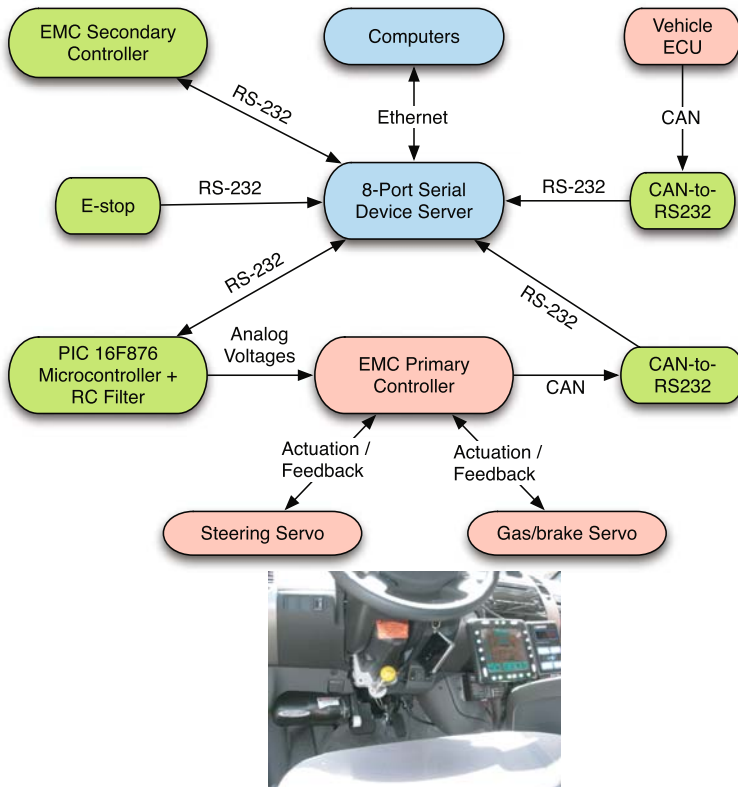 EMC Secondary
Controller
Computers
Vehicle
ECU
RS-232
Ethernet
CAN
E-stop
RS-232
8-Port Serial
Device Server
RS-232
CAN-to-
RS232
RS-232
RS-232
PIC 16F876
Microcontroller +
RC Filter
Analog
Voltages
EMC Primary
Controller
CAN
CAN-to-
RS232
Actuation /
Feedback
Actuation /
Feedback
Steering Servo
Gas/brake Servo